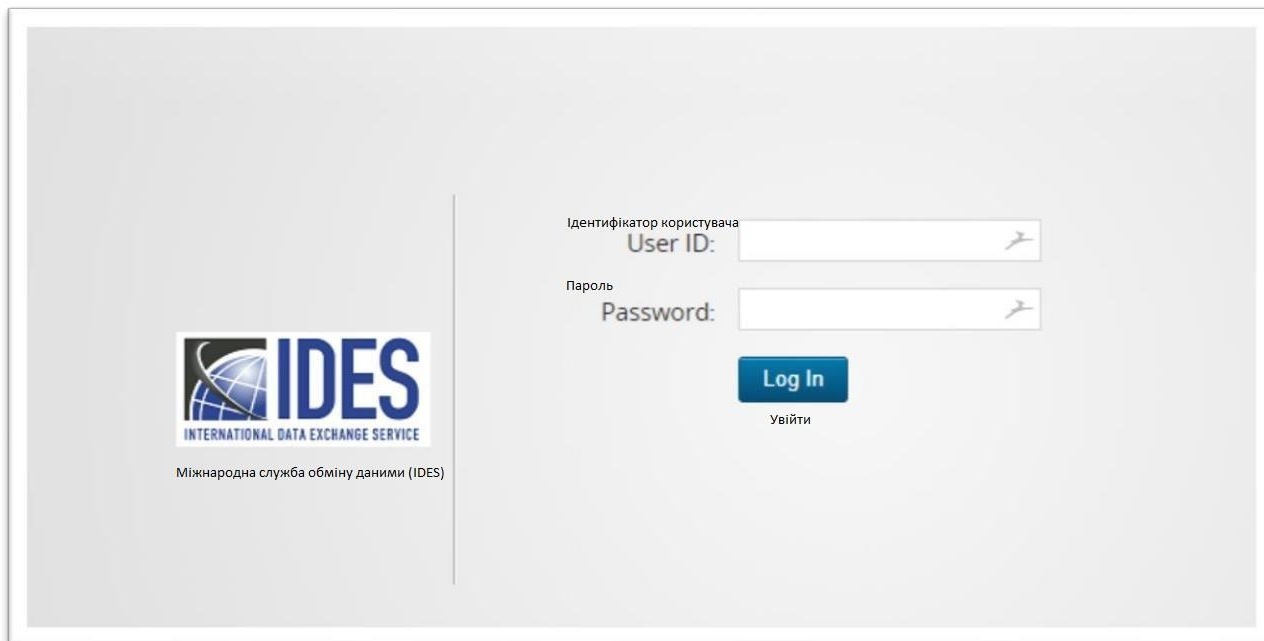 Ідентифікатор користувача
User ID:
Пароль
Password:
Log In
Увійти
IDES
INTERNATIONAL DATA EXCHANGE SERVICE
Міжнародна служба обміну даними (IDES)